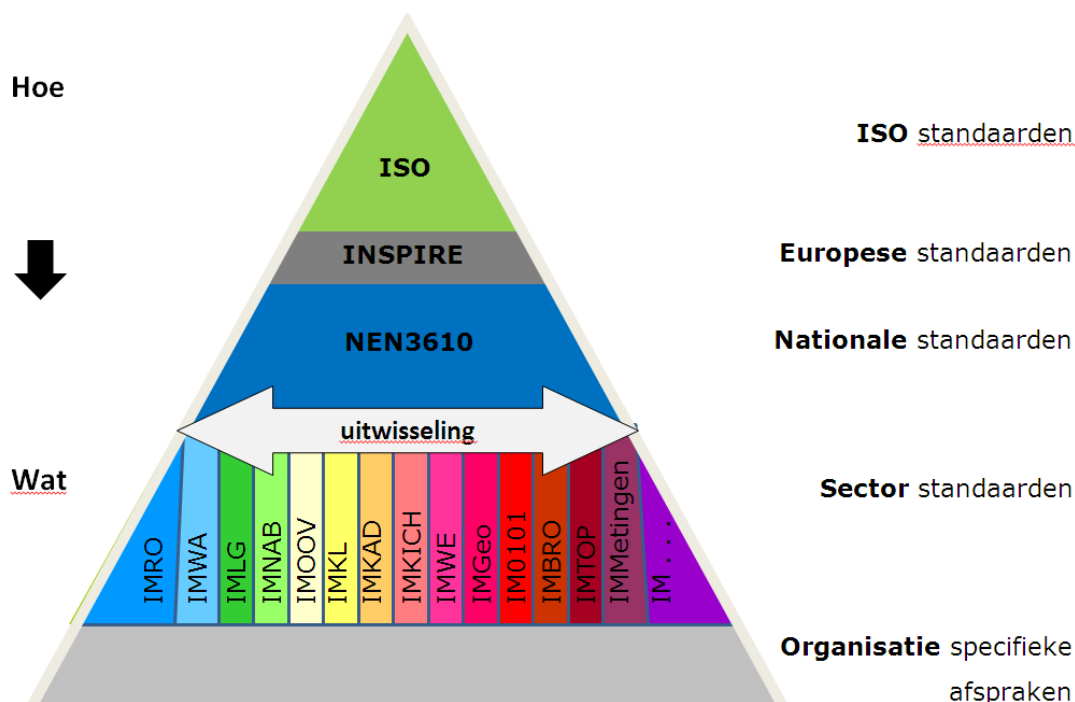 Hoe
ISO standaarden
ISO
INSPIRE
Europese standaarden
NEN3610
Nationale standaarden
uitwisseling
Wat
Sector standaarden
IMRO
IMWA
IMLG
IMNAB
IMOOV
IMKL
IMKAD
IMKICH
IMWE
IMGeo
IM0101
IMBRO
IMTOP
IMMetingen
IM . . . .
Organisatie specifieke
afspraken